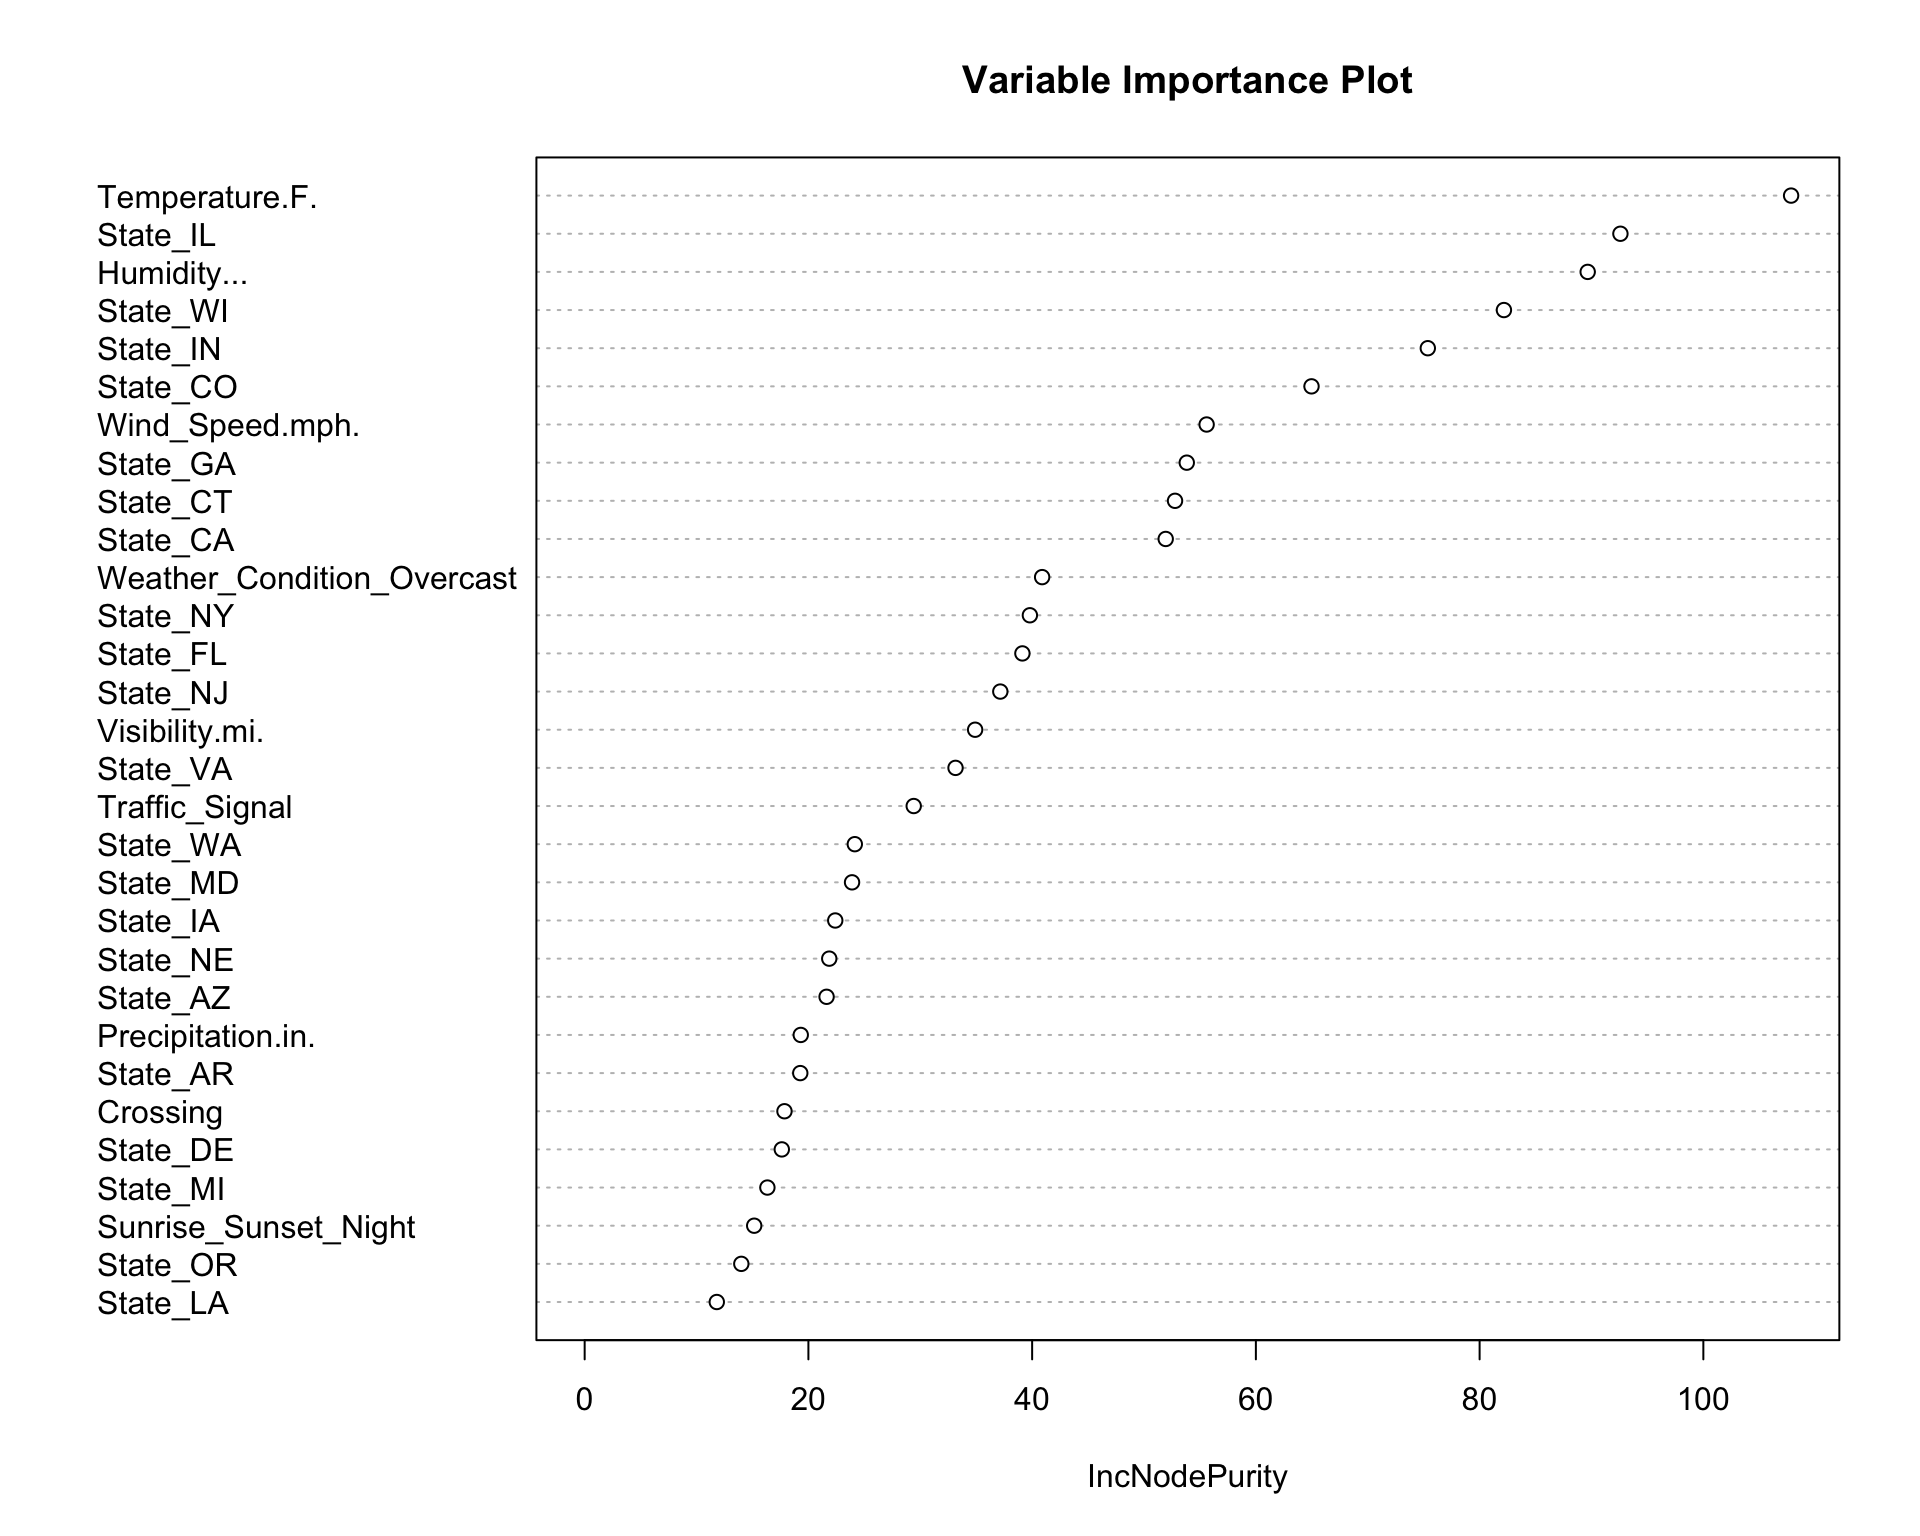 Variable Importance Plot
Temperature.F.
State_IL
Humidity...
State_WI
State_IN
State_CO
Wind_Speed.mph.
State_GA
State_CT
State_CA
Weather_Condition_Overcast
State_NY
State_FL
State_NJ
Visibility.mi.
State_VA
Traffic_Signal
State_WA
State_MD
State_IA
State_NE
State_AZ
Precipitation.in.
State_AR
Crossing
State_DE
State_MI
Sunrise_Sunset_Night
State_OR
State_LA
0 20 40 60 80 100
IncNodePurity